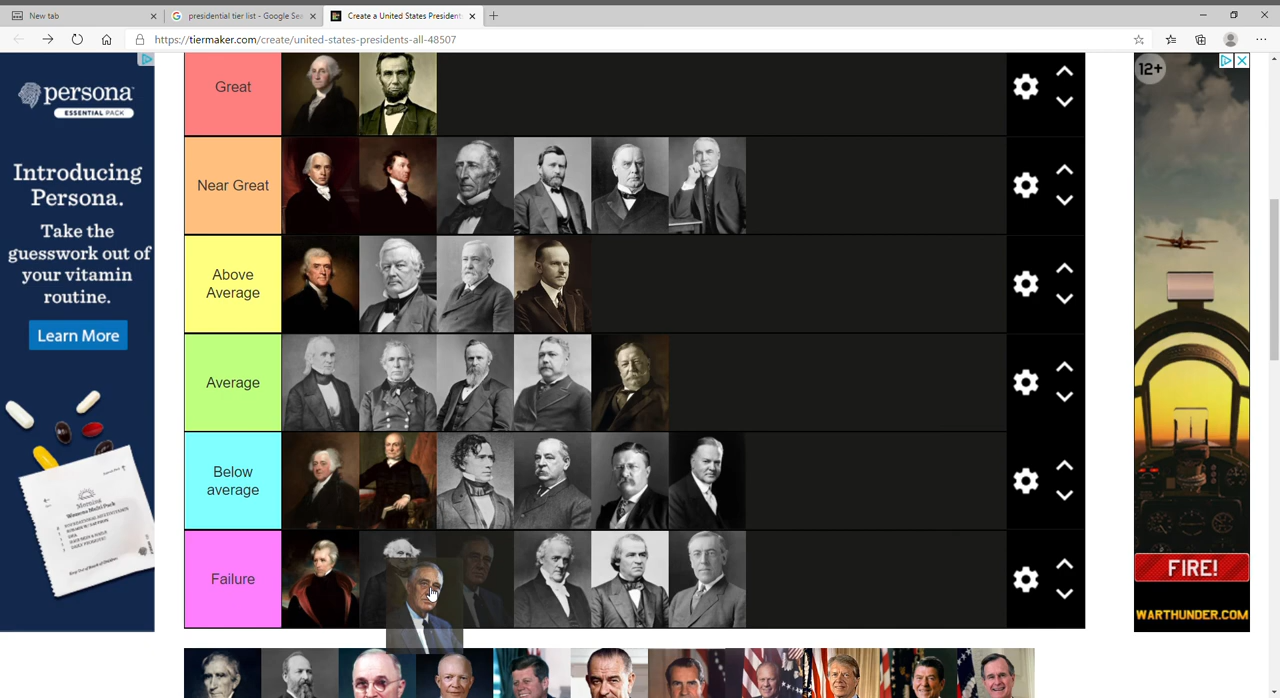 New tab
presidential tier list - Google Sea
Create a United States President
https://tiermaker.com/create/united-states-presidents-all-48507
persona
ESSENTIAL PACK
Introducing
Persona.
Take the
guesswork out of
your vitamin
routine.
Learn More
Great
Near Great
Above
Average
Average
Below
average
Failure
12+
FIRE!
WARTHUNDER.COM